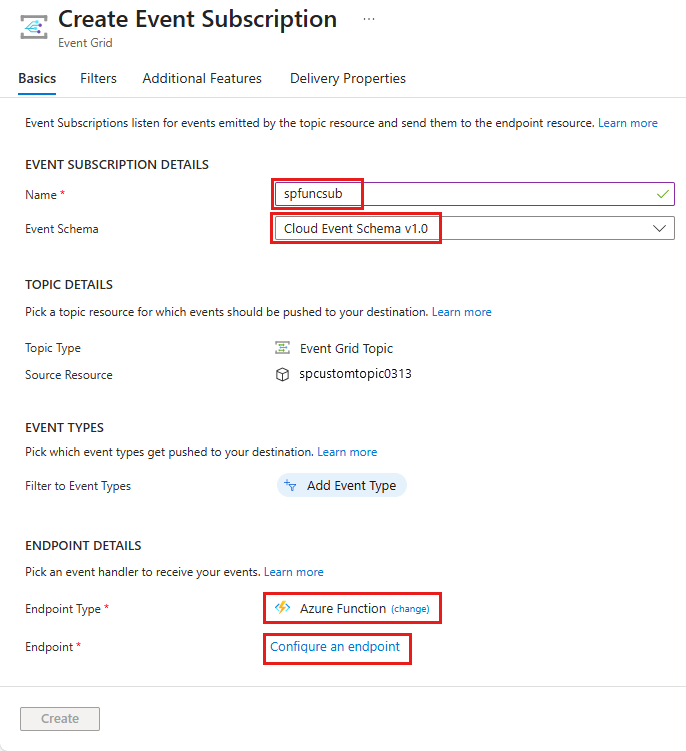 Create Event Subscription ...
Event Grid
Basics Filters Additional Features Delivery Properties
Event Subscriptions listen for events emitted by the topic resource and send them to the endpoint resource. Learn more
EVENT SUBSCRIPTION DETAILS
Name * spfuncsub
Event Schema Cloud Event Schema v1.0
TOPIC DETAILS
Pick a topic resource for which events should be pushed to your destination. Learn more
Topic Type Event Grid Topic
Source Resource spcustomtopic0313
EVENT TYPES
Pick which event types get pushed to your destination. Learn more
Filter to Event Types Add Event Type
ENDPOINT DETAILS
Pick an event handler to receive your events. Learn more
Endpoint Type * Azure Function (change)
Endpoint * Configure an endpoint
Create